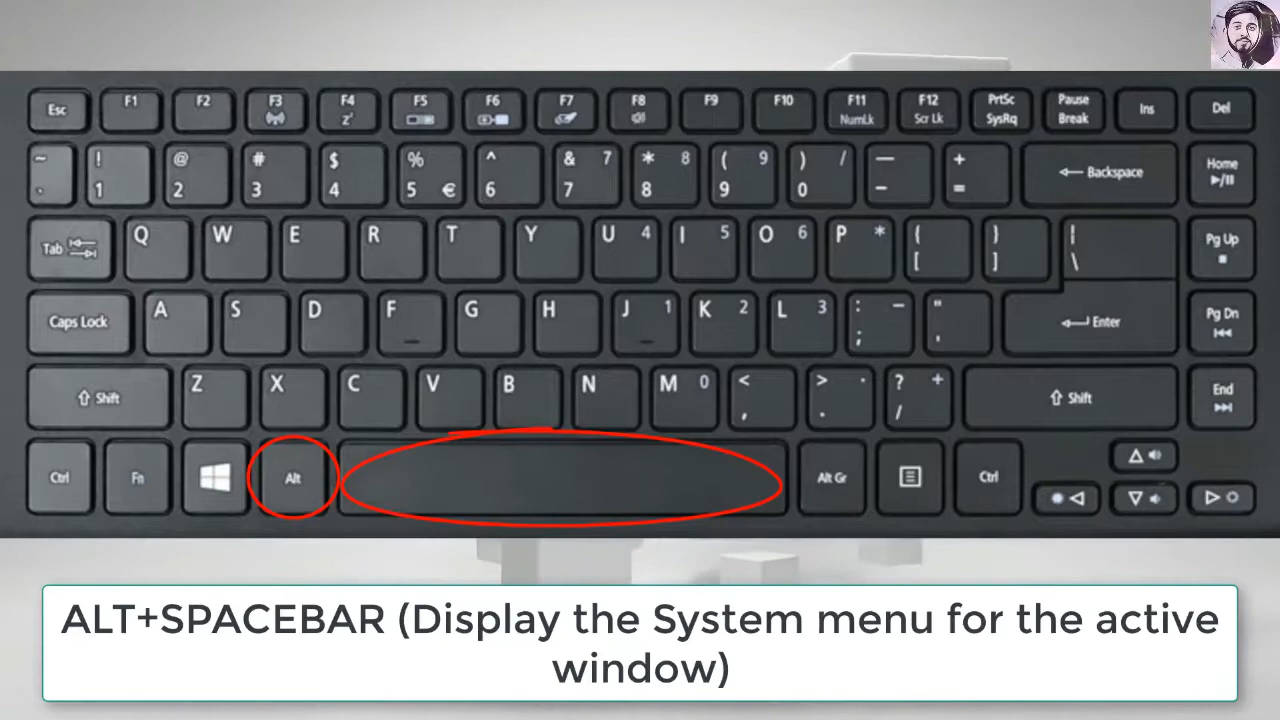 Esc F1 F2 F3 F4 F5 F6 F7 F8 F9 F10 F11 F12 PrtSc Pause Ins Del
zᶻ NumLk Scr Lk SysRq Break
~ ! @ # $ % ^ & 7 * 8 ( 9 ) / — + Backspace Home
` 1 2 3 4 5 € 6 7 8 9 0 - =
Tab Q W E R T Y U 4 I 5 O 6 P * { } | Pg Up
[ ] \
Caps Lock A S D F G H J 1 K 2 L 3 : - " Enter Pg Dn
; '
Shift Z X C V B N M 0 < > . ? + Shift End
, . /
Ctrl Fn Alt Alt Gr Ctrl
ALT+SPACEBAR (Display the System menu for the active
window)